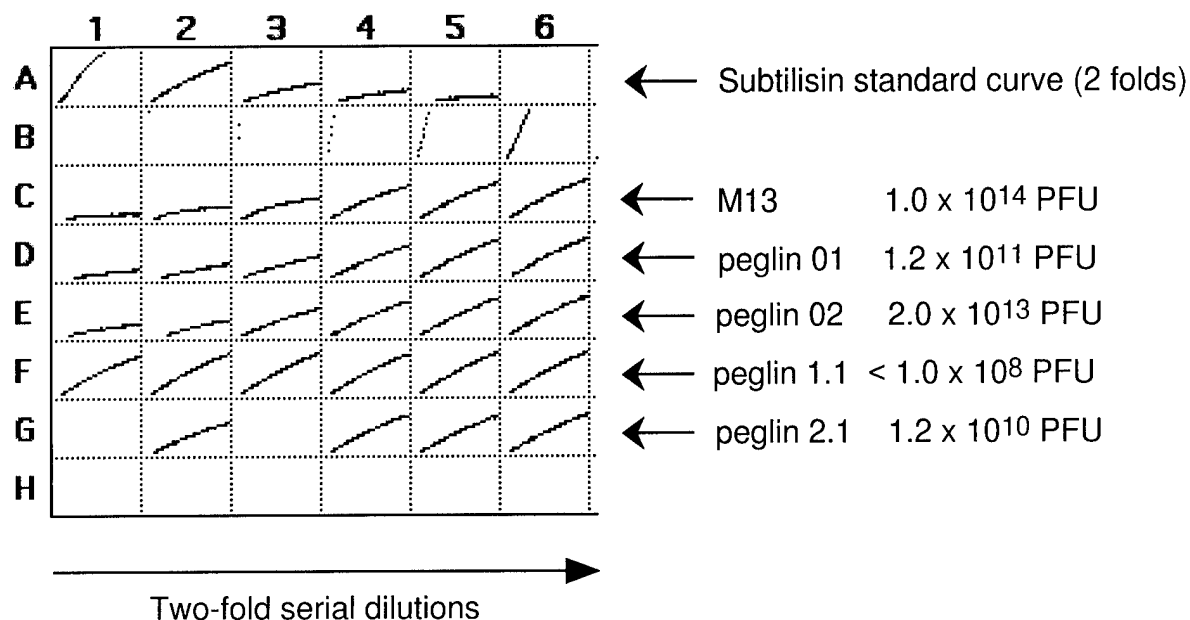 1 2 3 4 5 6
A
Subtilisin standard curve (2 folds)
B
C
M13 1.0 x 10¹⁴ PFU
D
peglin 01 1.2 x 10¹¹ PFU
E
peglin 02 2.0 x 10¹³ PFU
F
peglin 1.1 < 1.0 x 10⁸ PFU
G
peglin 2.1 1.2 x 10¹⁰ PFU
H
Two-fold serial dilutions